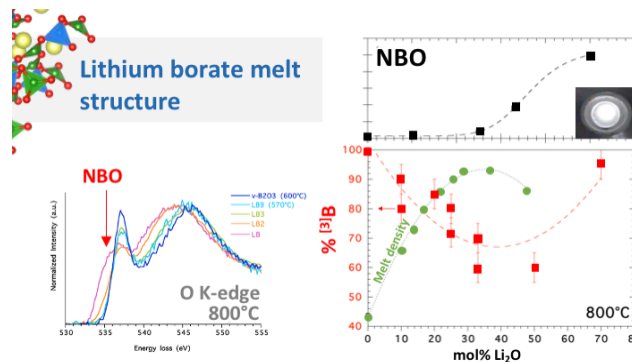 Lithium borate melt
structure
NBO
v-B2O3 (600°C)
LB3 (570°C)
LB3
LB2
LB
Normalized Intensity (a.u.)
O K-edge
800°C
530 535 540 545 550 555
Energy loss (eV)
NBO
100
90
80
70
60
50
40
% [3]B
Melt density
800°C
0 10 20 30 40 50 60 70 80
mol% Li2O